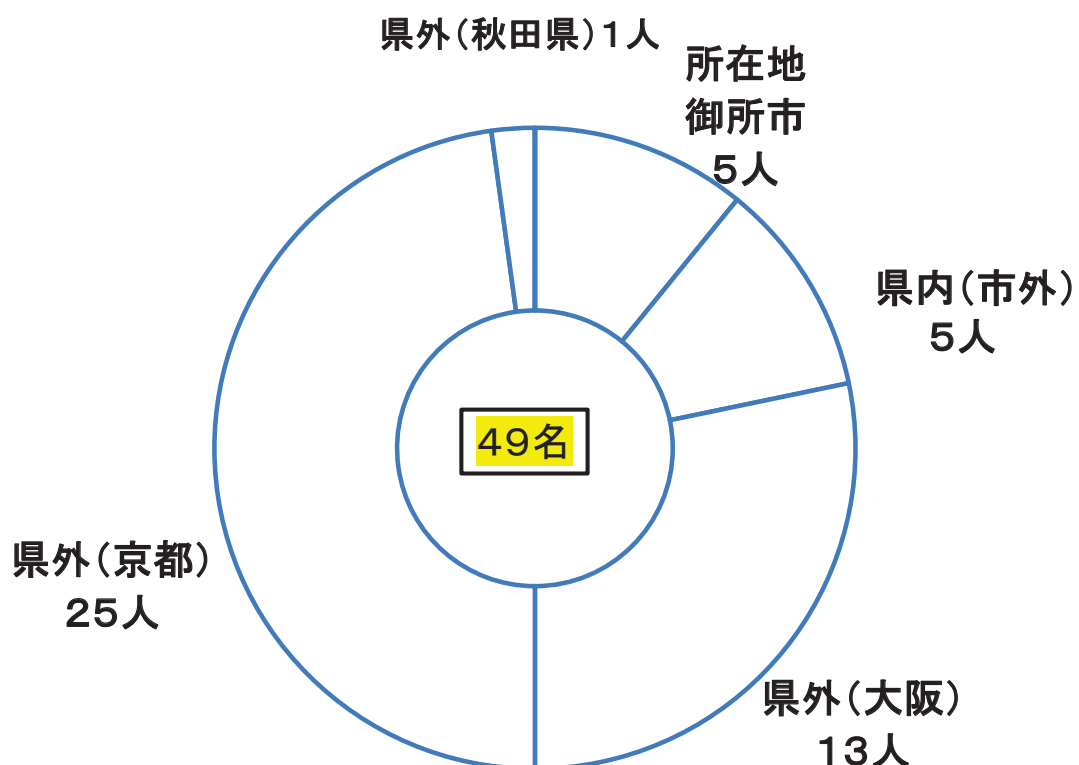 県外（秋田県）１人
所在地
御所市
５人
県内（市外）
５人
49名
県外（京都）
25人
県外（大阪）
13人